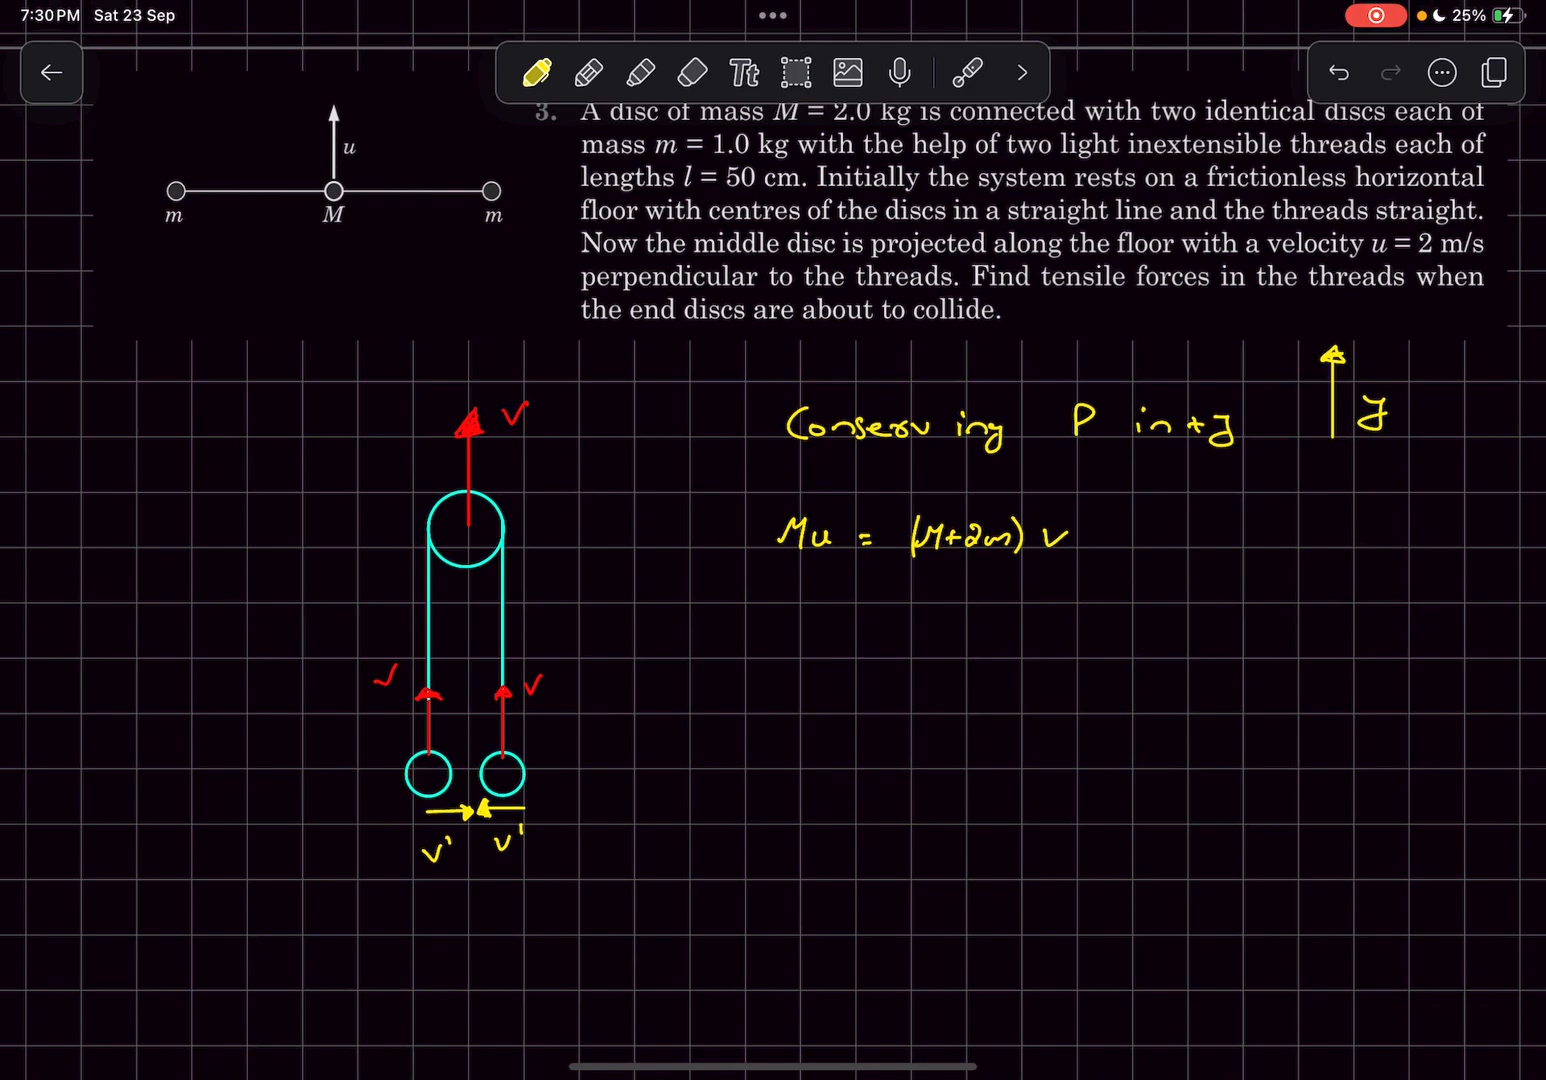 7:30 PM Sat 23 Sep
25%
Tt
u
m
M
m
3. A disc of mass M = 2.0 kg is connected with two identical discs each of
mass m = 1.0 kg with the help of two light inextensible threads each of
lengths l = 50 cm. Initially the system rests on a frictionless horizontal
floor with centres of the discs in a straight line and the threads straight.
Now the middle disc is projected along the floor with a velocity u = 2 m/s
perpendicular to the threads. Find tensile forces in the threads when
the end discs are about to collide.
v
Conserving P in +y
y
Mu = (M+2m) v
v
v
v'
v'